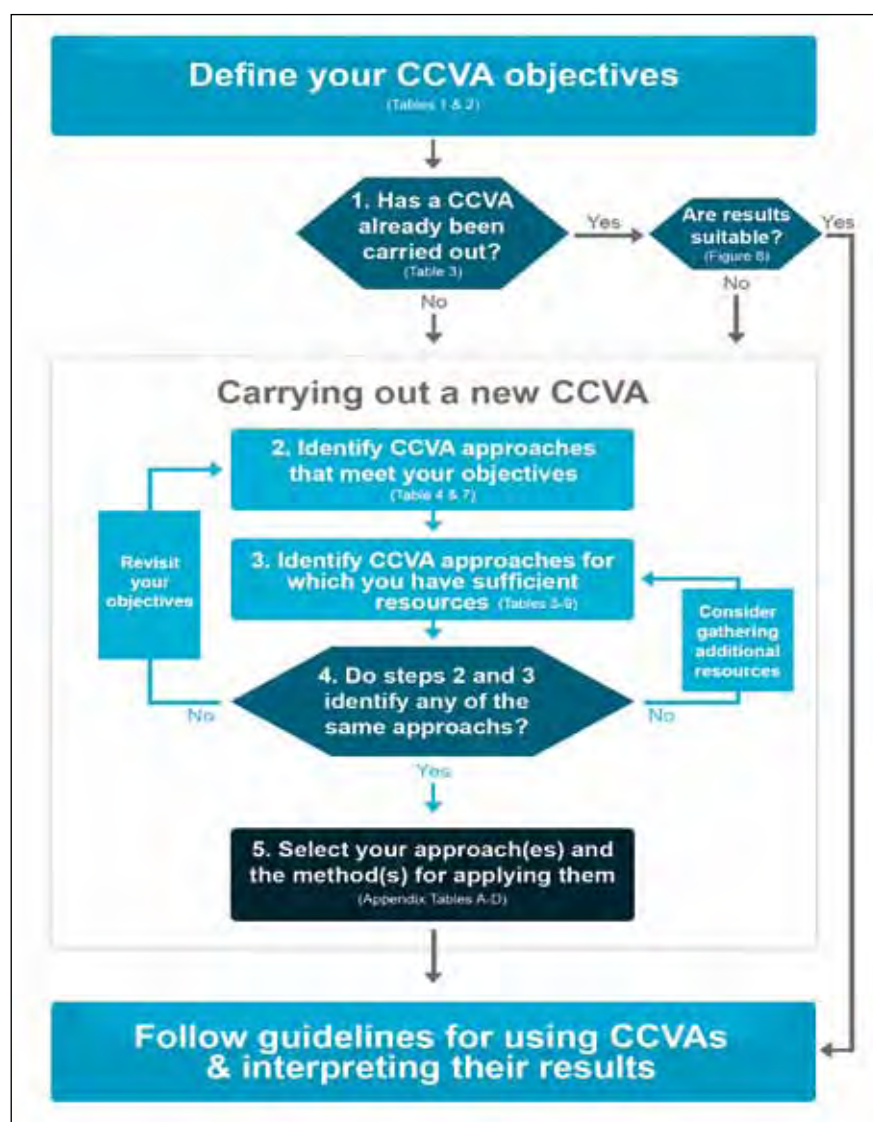 Define your CCVA objectives
(Tables 1 & 2)
1. Has a CCVA
already been
carried out?
(Table 3)
Yes
Are results
suitable?
(Figure 8)
Yes
No
No
Carrying out a new CCVA
2. Identify CCVA approaches
that meet your objectives
(Table 4 & 7)
Revisit
your
objectives
3. Identify CCVA approaches for
which you have sufficient
resources (Tables 5-9)
Consider
gathering
additional
resources
4. Do steps 2 and 3
identify any of the
same approachs?
No
No
Yes
5. Select your approach(es) and
the method(s) for applying them
(Appendix Tables A-D)
Follow guidelines for using CCVAs
& interpreting their results